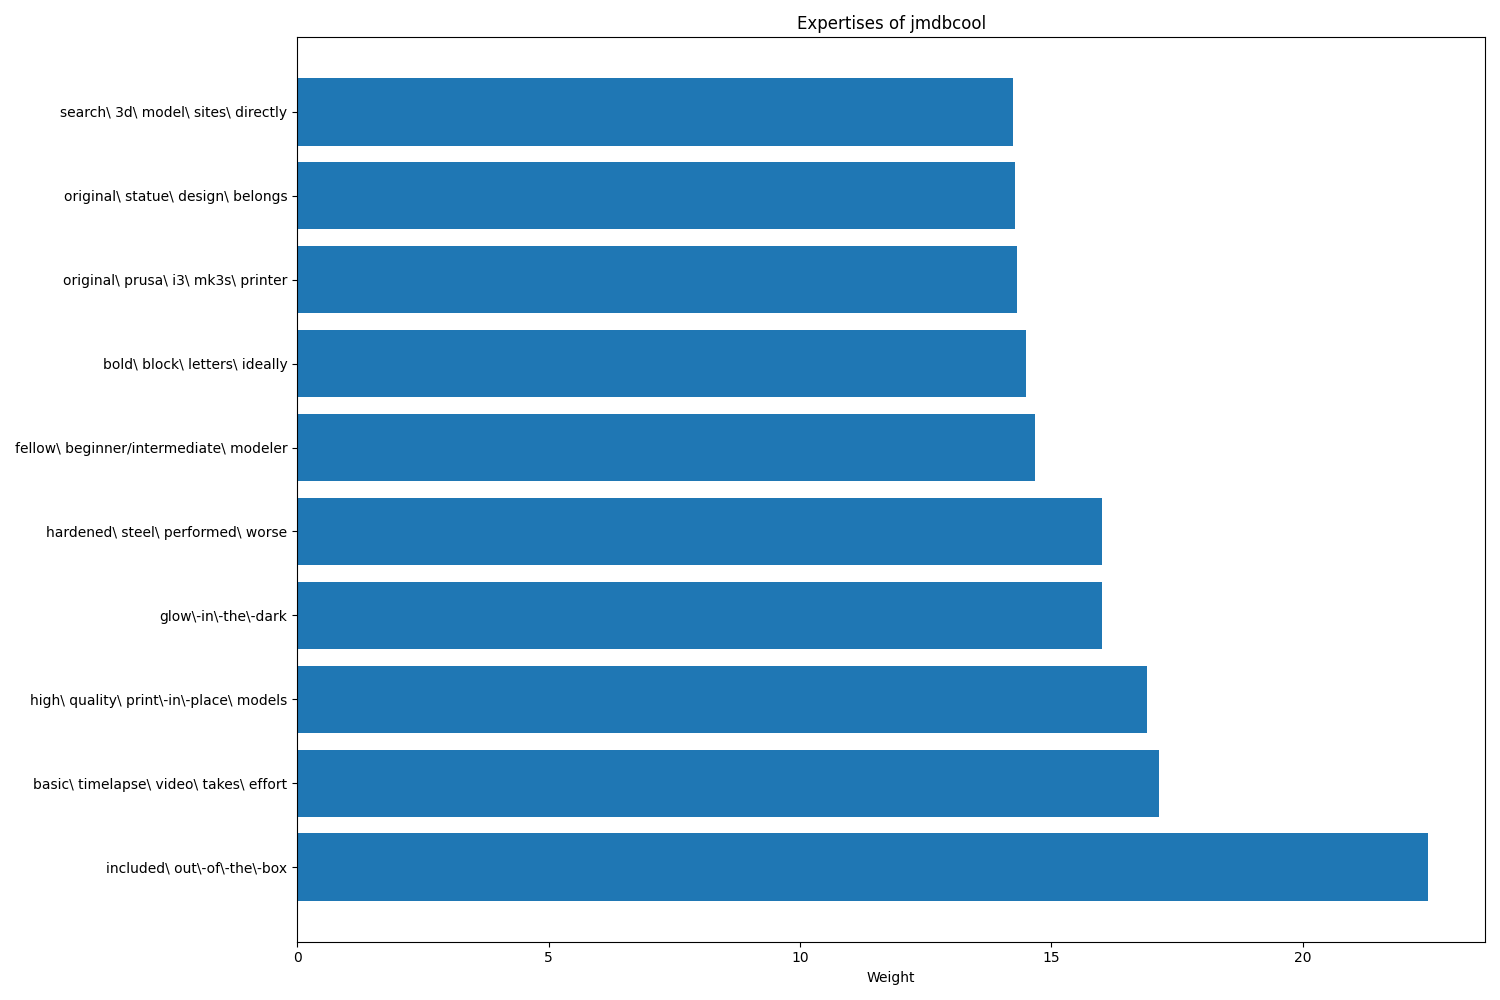 Expertises of jmdbcool
search\ 3d\ model\ sites\ directly
original\ statue\ design\ belongs
original\ prusa\ i3\ mk3s\ printer
bold\ block\ letters\ ideally
fellow\ beginner/intermediate\ modeler
hardened\ steel\ performed\ worse
glow\-in\-the\-dark
high\ quality\ print\-in\-place\ models
basic\ timelapse\ video\ takes\ effort
included\ out\-of\-the\-box
0 5 10 15 20
Weight